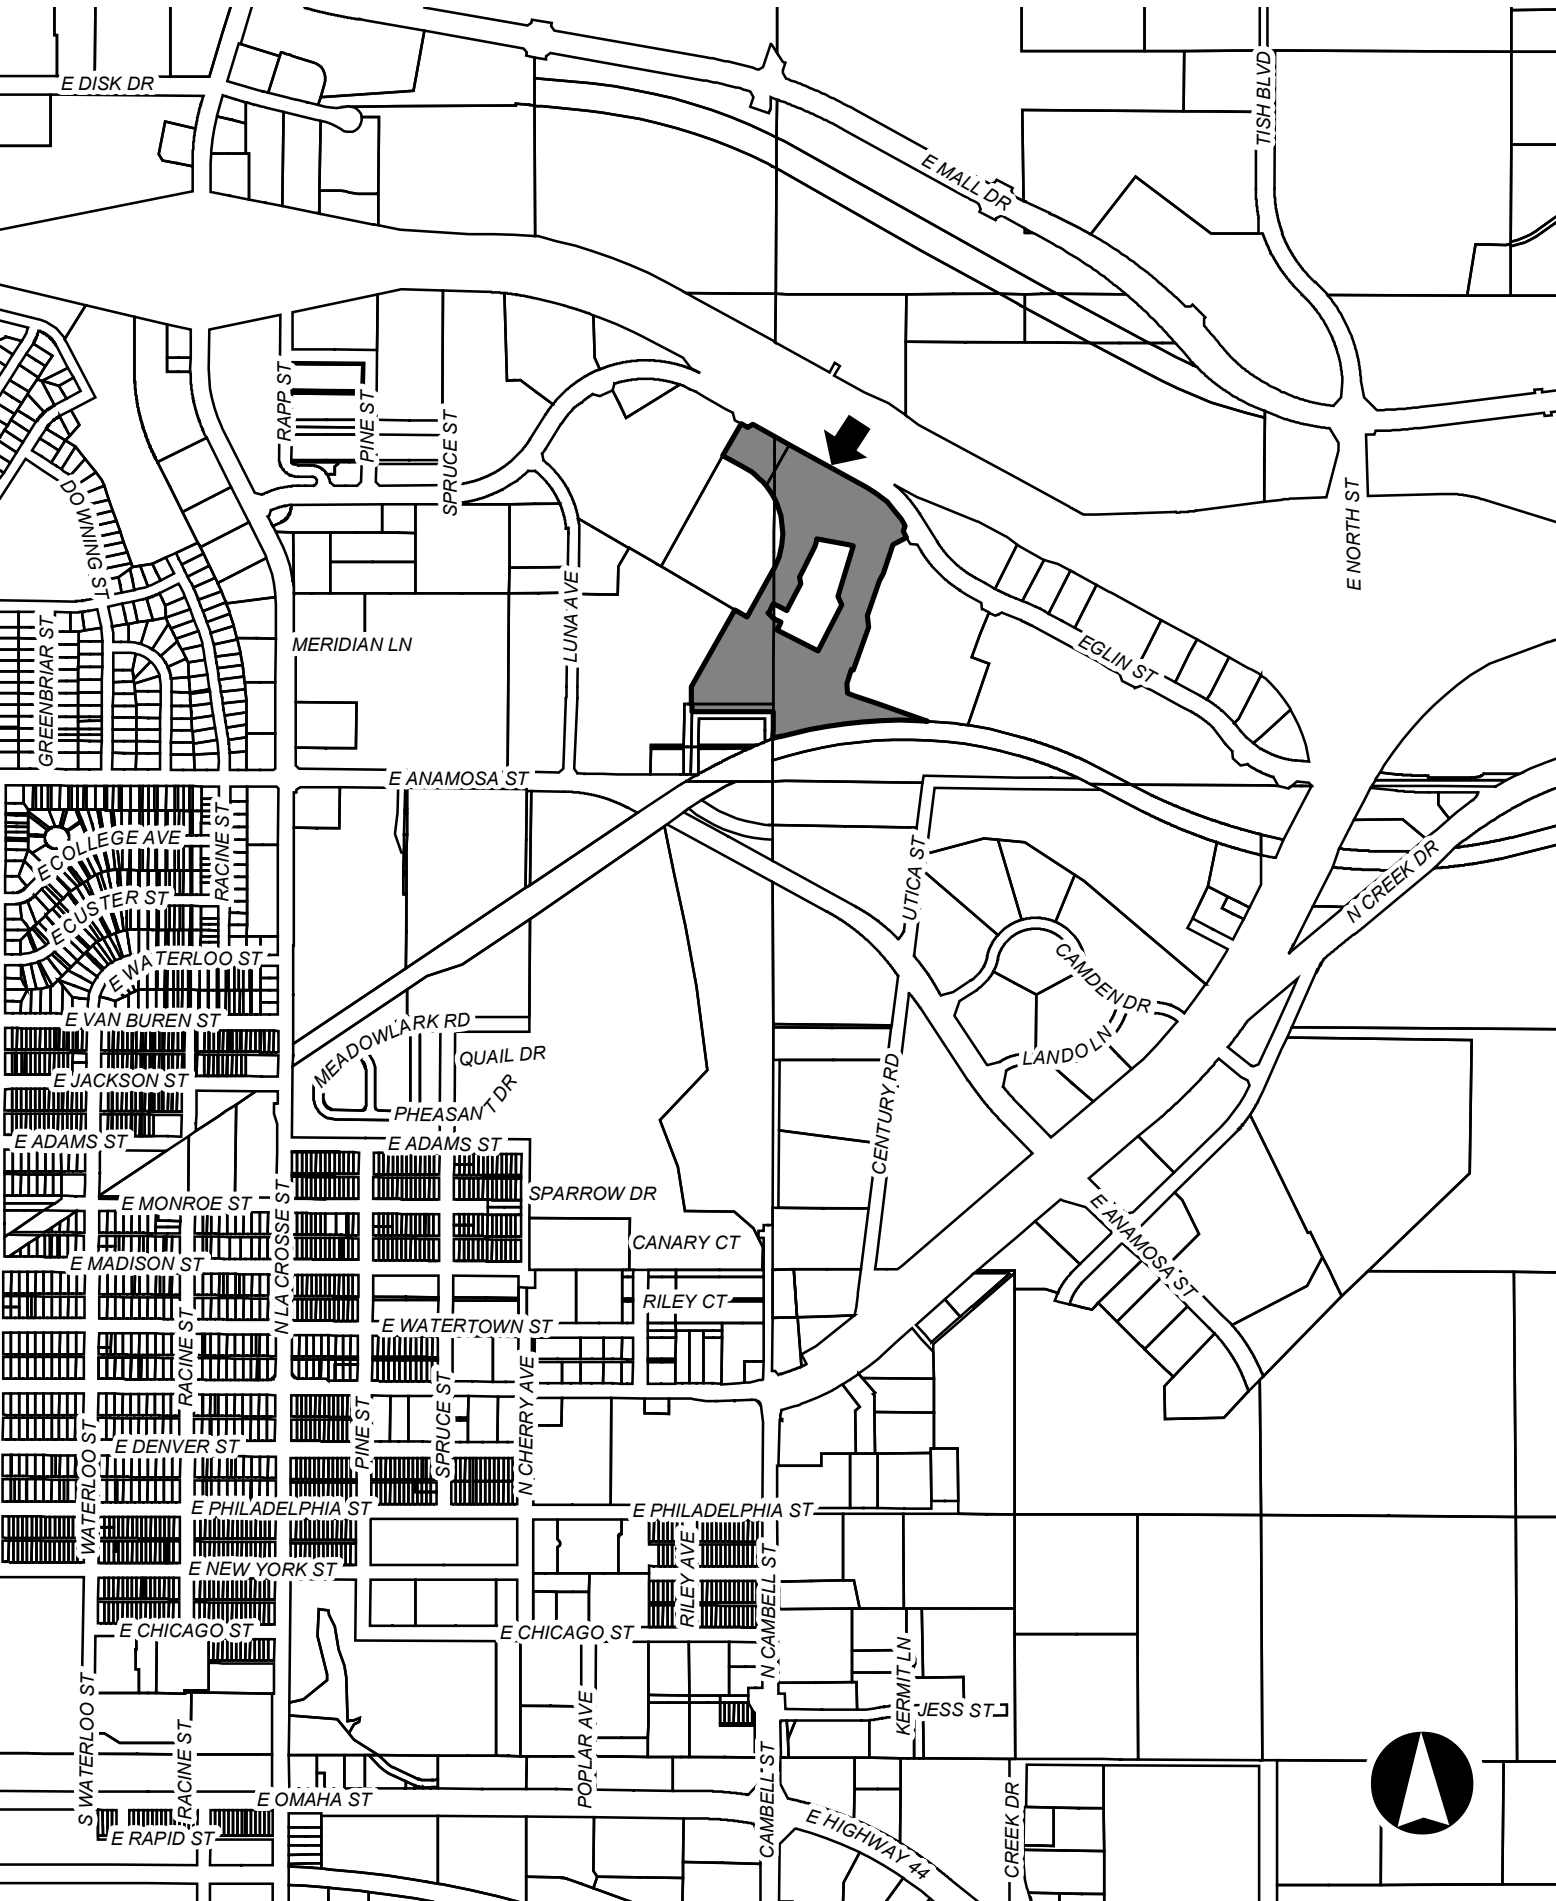 E DISK DR
TISH BLVD
E MALL DR
RAPP ST
PINE ST
SPRUCE ST
DOWNING ST
E NORTH ST
GREENBRIAR ST
MERIDIAN LN
LUNA AVE
EGLIN ST
E ANAMOSA ST
E COLLEGE AVE
RACINE ST
UTICA ST
N CREEK DR
E CUSTER ST
E WATERLOO ST
CAMDEN DR
E VAN BUREN ST
MEADOWLARK RD
QUAIL DR
LANDO LN
E JACKSON ST
PHEASANT DR
CENTURY RD
E ADAMS ST
E ADAMS ST
E MONROE ST
SPARROW DR
E ANAMOSA ST
N LACROSSE ST
CANARY CT
E MADISON ST
RILEY CT
E WATERTOWN ST
RACINE ST
SPRUCE ST
N CHERRY AVE
PINE ST
WATERLOO ST
E DENVER ST
E PHILADELPHIA ST
E PHILADELPHIA ST
RILEY AVE
N CAMBELL ST
E NEW YORK ST
E CHICAGO ST
E CHICAGO ST
KERMIT LN
JESS ST
S WATERLOO ST
RACINE ST
POPLAR AVE
CAMBELL ST
E OMAHA ST
E HIGHWAY 44
CREEK DR
E RAPID ST